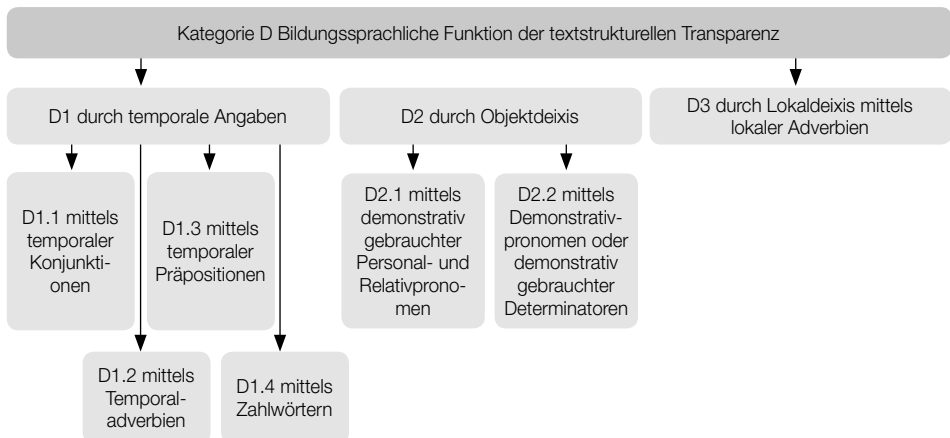 Kategorie D Bildungssprachliche Funktion der textstrukturellen Transparenz
D1 durch temporale Angaben
D2 durch Objektdeixis
D3 durch Lokaldeixis mittels
lokaler Adverbien
D1.1 mittels
temporaler
Konjunkti-
onen
D1.3 mittels
temporaler
Präpositionen
D2.1 mittels
demonstrativ
gebrauchter
Personal- und
Relativprono-
men
D2.2 mittels
Demonstrativ-
pronomen oder
demonstrativ
gebrauchter
Determinatoren
D1.2 mittels
Temporal-
adverbien
D1.4 mittels
Zahlwörtern